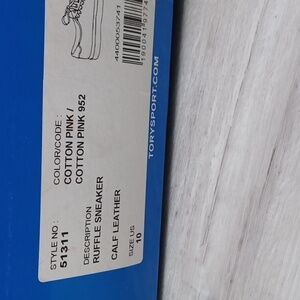 STYLE NO :
51311
COLOR/CODE :
COTTON PINK /
COTTON PINK 952
DESCRIPTION
RUFFLE SNEAKER
CALF LEATHER
SIZE US
10
4400053741
TORYSPORT.COM